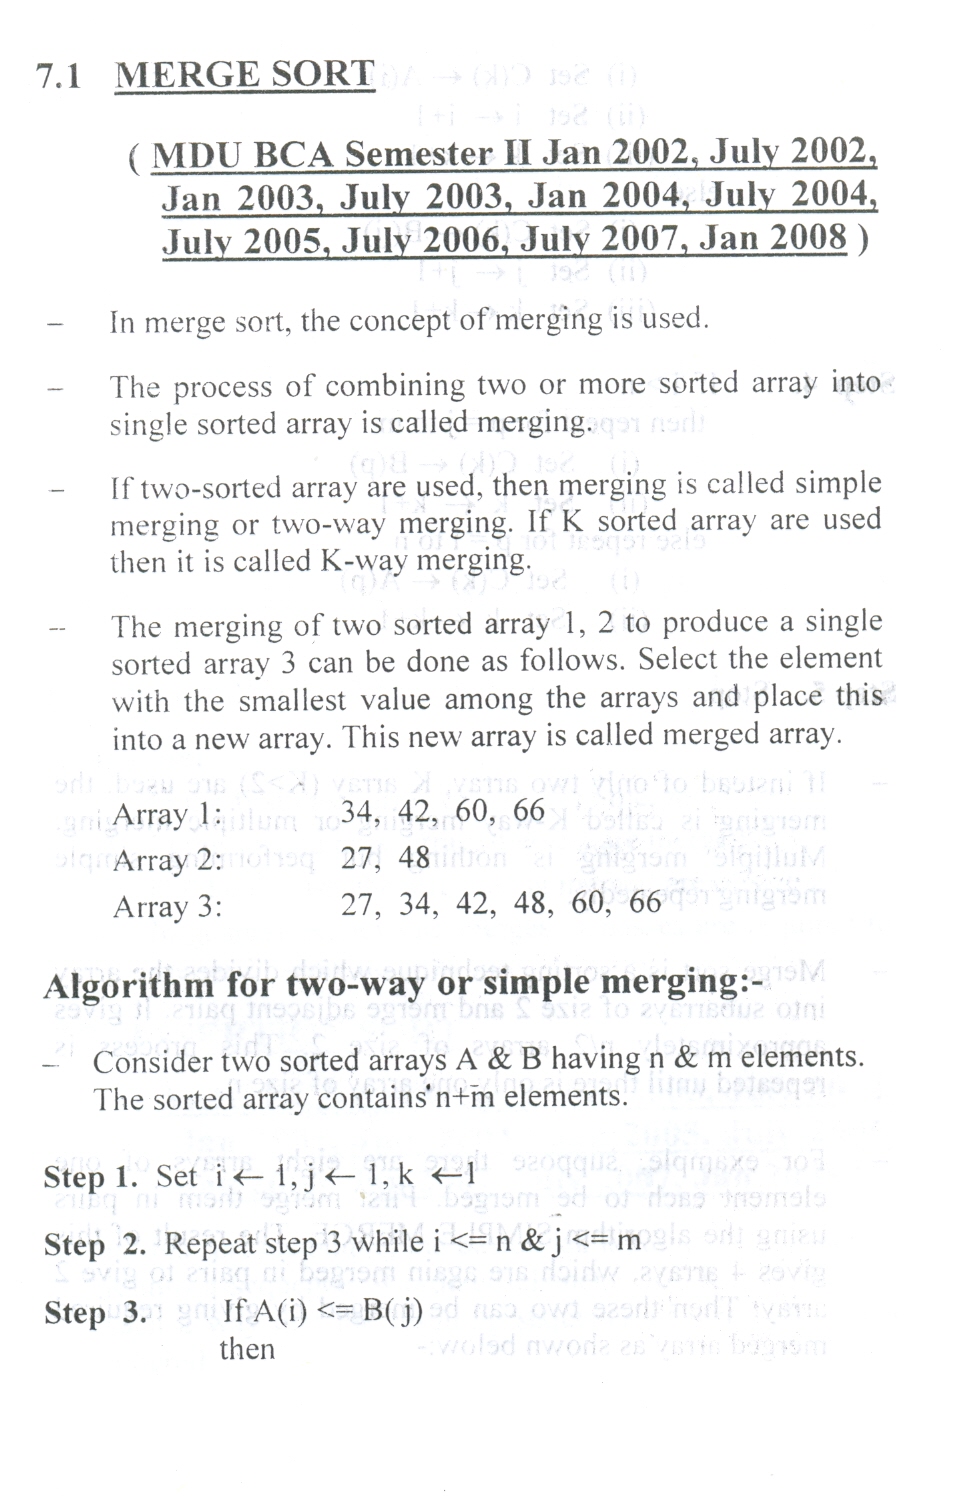 7.1 MERGE SORT
( MDU BCA Semester II Jan 2002, July 2002,
Jan 2003, July 2003, Jan 2004, July 2004,
July 2005, July 2006, July 2007, Jan 2008 )
– In merge sort, the concept of merging is used.
– The process of combining two or more sorted array into
single sorted array is called merging.
– If two-sorted array are used, then merging is called simple
merging or two-way merging. If K sorted array are used
then it is called K-way merging.
-- The merging of two sorted array 1, 2 to produce a single
sorted array 3 can be done as follows. Select the element
with the smallest value among the arrays and place this
into a new array. This new array is called merged array.
Array 1: 34, 42, 60, 66
Array 2: 27, 48
Array 3: 27, 34, 42, 48, 60, 66
Algorithm for two-way or simple merging:-
– Consider two sorted arrays A & B having n & m elements.
The sorted array contains n+m elements.
Step 1. Set i ← 1, j ← 1, k ←1
Step 2. Repeat step 3 while i <= n & j <= m
Step 3. If A(i) <= B(j)
then